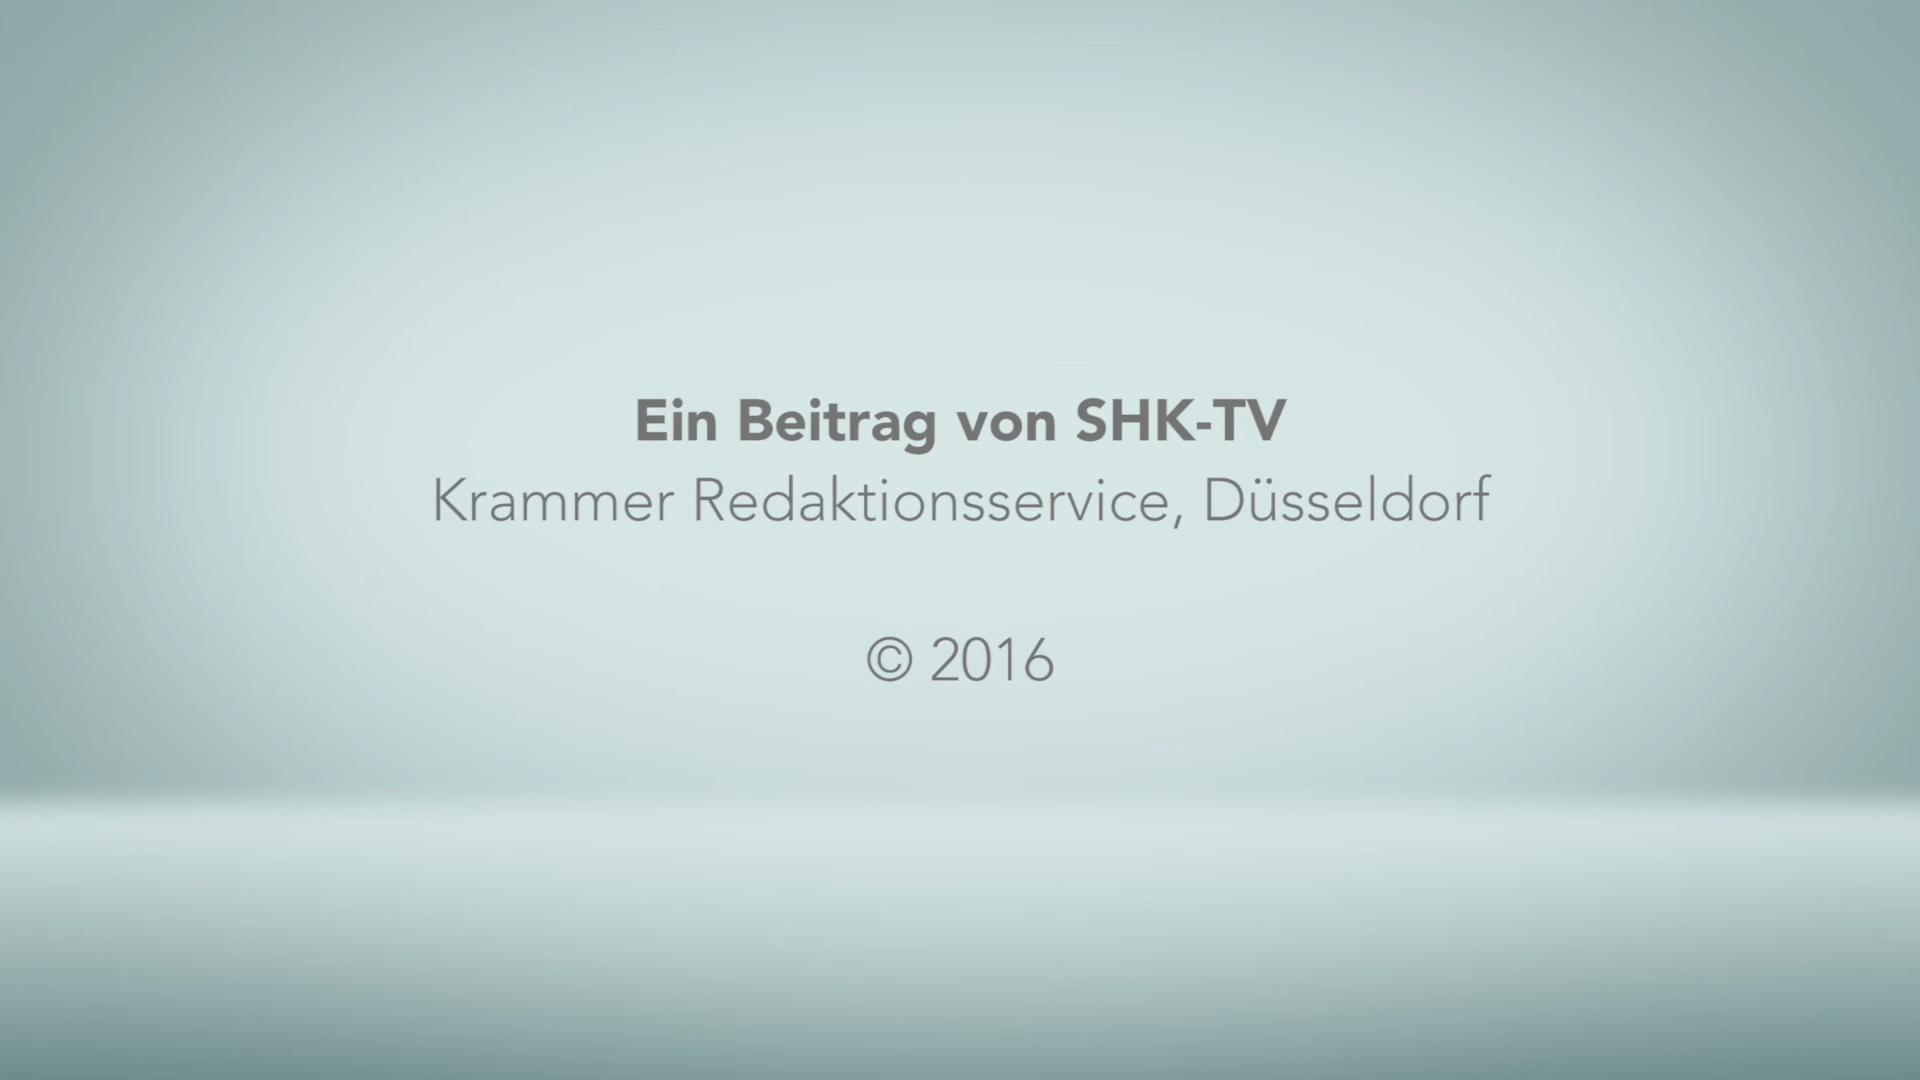 Ein Beitrag von SHK-TV
Krammer Redaktionsservice, Düsseldorf
© 2016